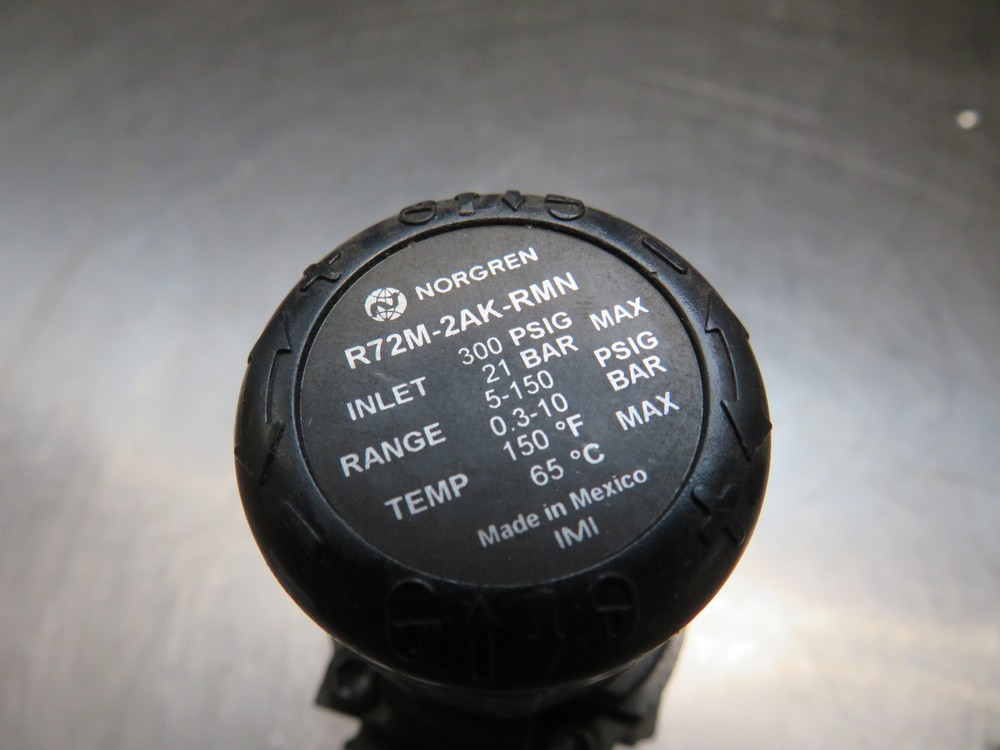 NORGREN
R72M-2AK-RMN
INLET 300 PSIG MAX
21 BAR
RANGE 5-150 PSIG
0.3-10 BAR
TEMP 150 °F MAX
65 °C
Made in Mexico
IMI